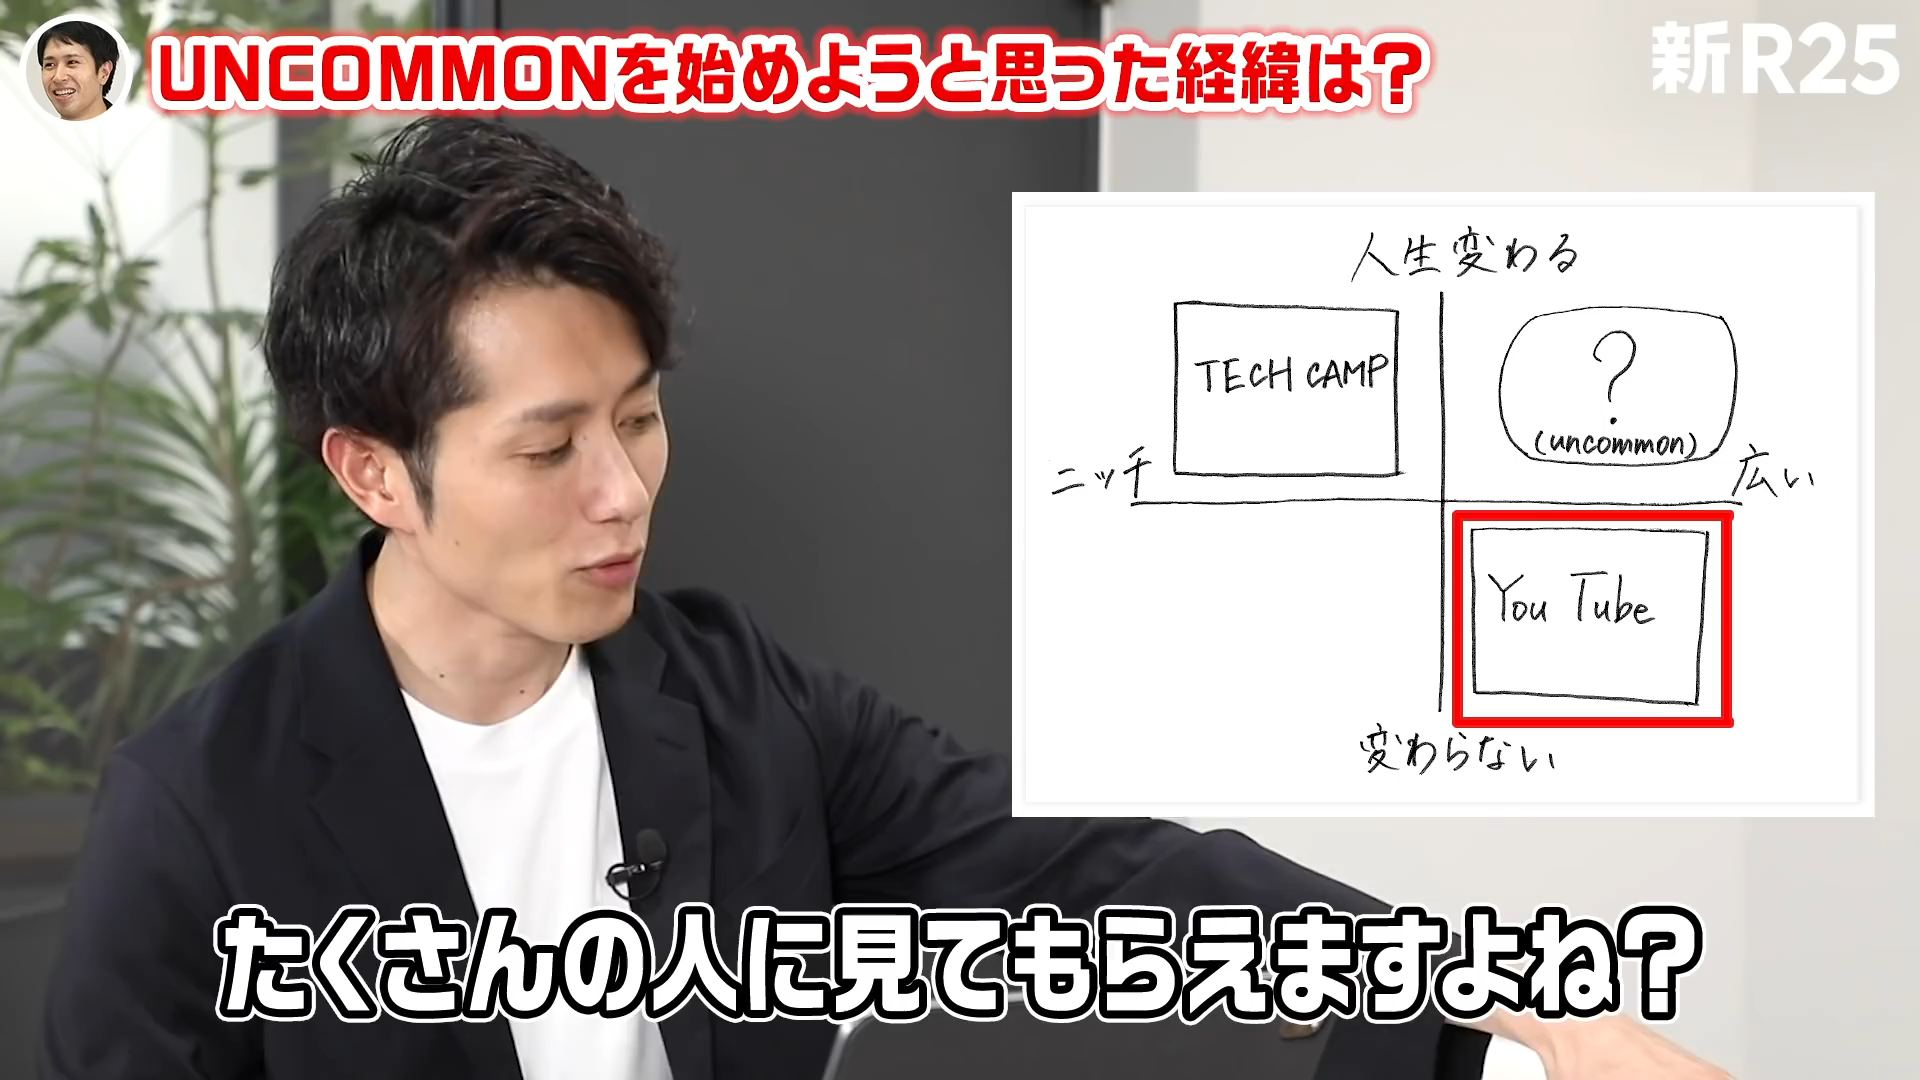 UNCOMMONを始めようと思った経緯は?
新R25
人生変わる
TECH CAMP
?
(uncommon)
ニッチ
広い
You Tube
変わらない
たくさんの人に見てもらえますよね?